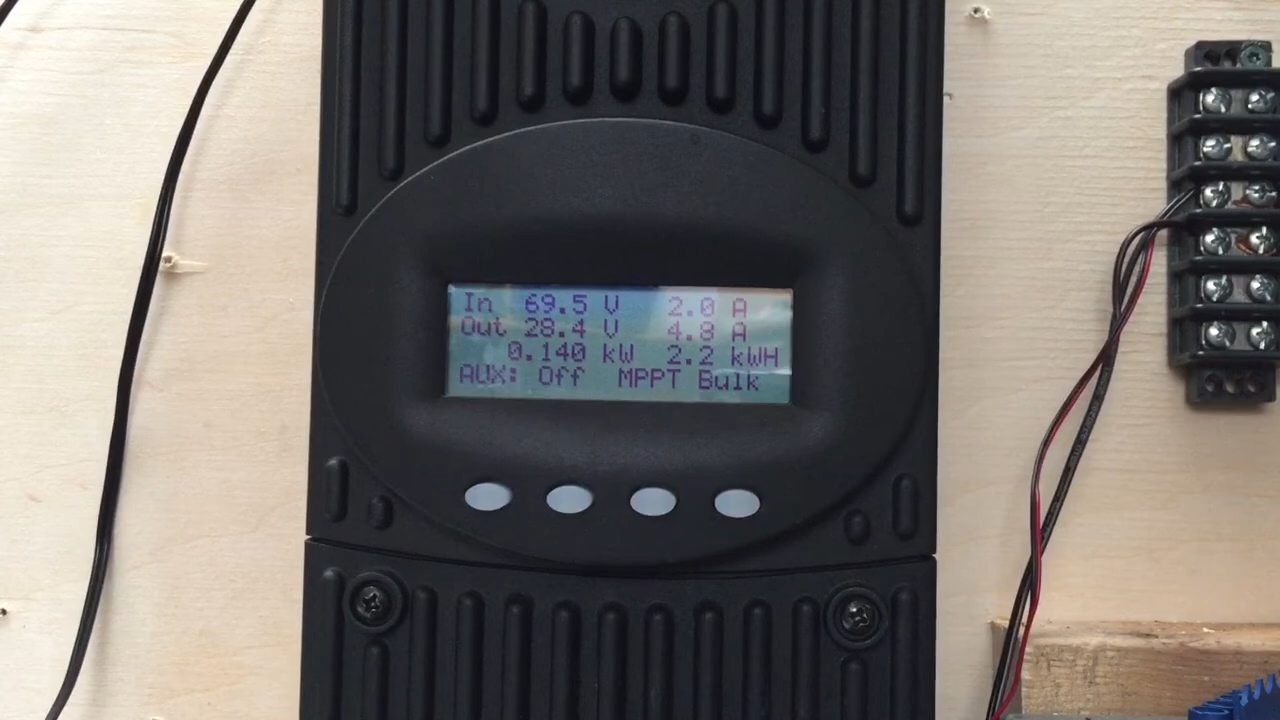 In 69.5 V 2.0 A
Out 28.4 V 4.8 A
0.140 kW 2.2 kWH
AUX: Off MPPT Bulk